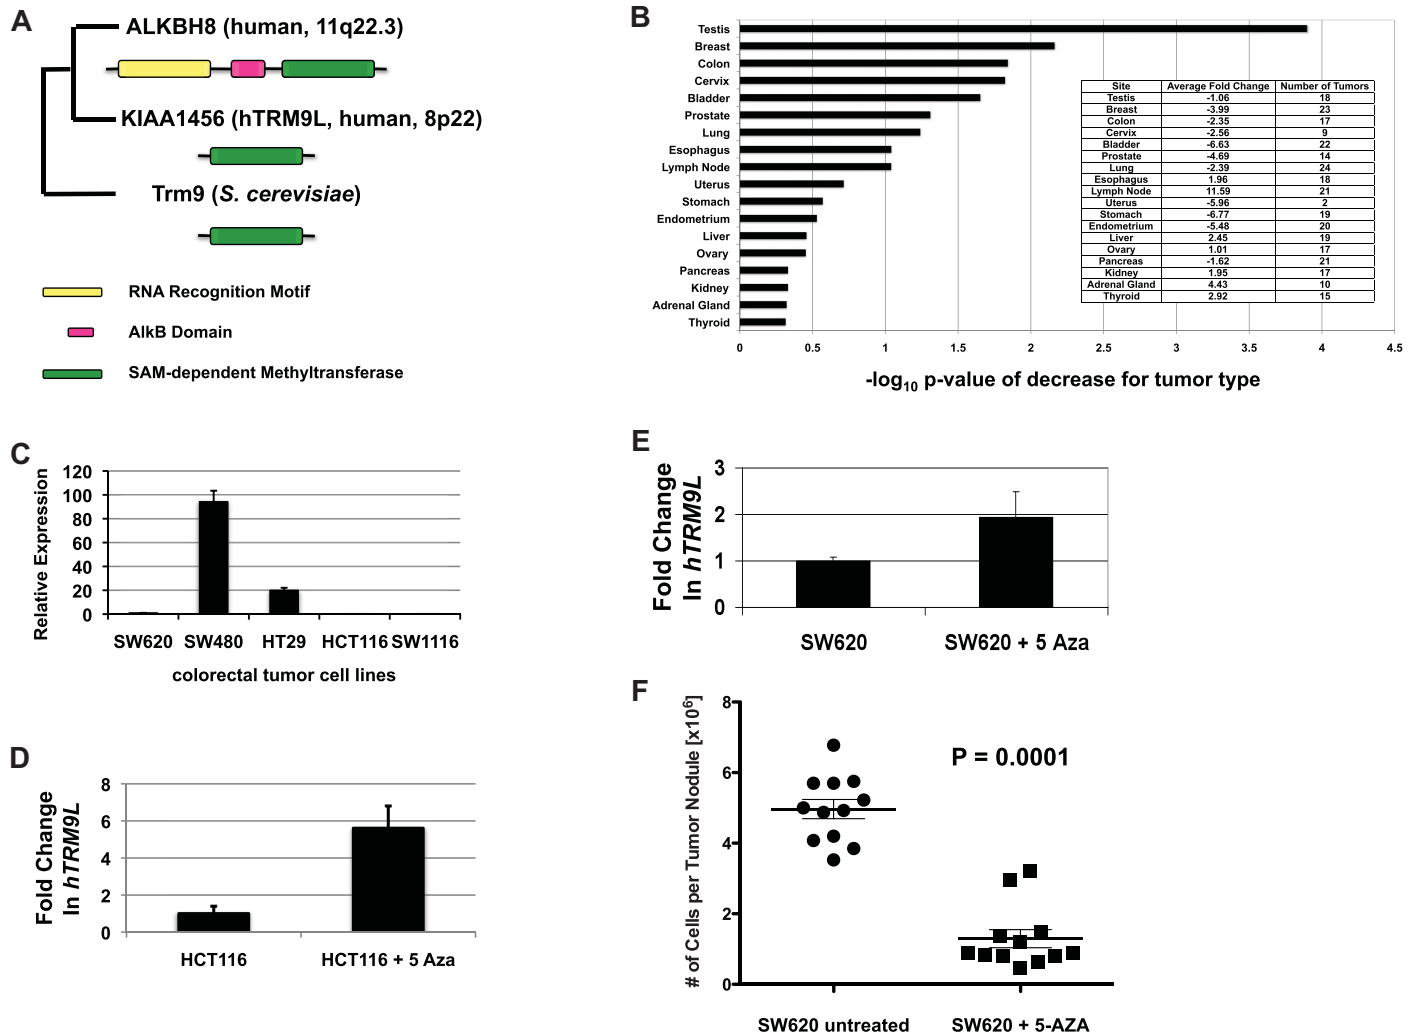 A
ALKBH8 (human, 11q22.3)
KIAA1456 (hTRM9L, human, 8p22)
Trm9 (S. cerevisiae)
RNA Recognition Motif
AlkB Domain
SAM-dependent Methyltransferase
B
Testis
Breast
Colon
Cervix
Bladder
Prostate
Lung
Esophagus
Lymph Node
Uterus
Stomach
Endometrium
Liver
Ovary
Pancreas
Kidney
Adrenal Gland
Thyroid
0 0.5 1 1.5 2 2.5 3 3.5 4 4.5
-log10 p-value of decrease for tumor type
Site Average Fold Change Number of Tumors
Testis -1.06 18
Breast -3.99 23
Colon -2.35 17
Cervix -2.56 9
Bladder -6.63 22
Prostate -4.69 14
Lung -2.39 24
Esophagus 1.96 18
Lymph Node 11.59 21
Uterus -5.96 2
Stomach -6.77 19
Endometrium -5.48 20
Liver 2.45 19
Ovary 1.01 17
Pancreas -1.62 21
Kidney 1.95 17
Adrenal Gland 4.43 10
Thyroid 2.92 15
C
Relative Expression
120
100
80
60
40
20
0
SW620 SW480 HT29 HCT116 SW1116
colorectal tumor cell lines
D
Fold Change
In hTRM9L
8
6
4
2
0
HCT116 HCT116 + 5 Aza
E
Fold Change
In hTRM9L
3
2
1
0
SW620 SW620 + 5 Aza
F
# of Cells per Tumor Nodule [x10⁶]
8
6
4
2
0
P = 0.0001
SW620 untreated SW620 + 5-AZA